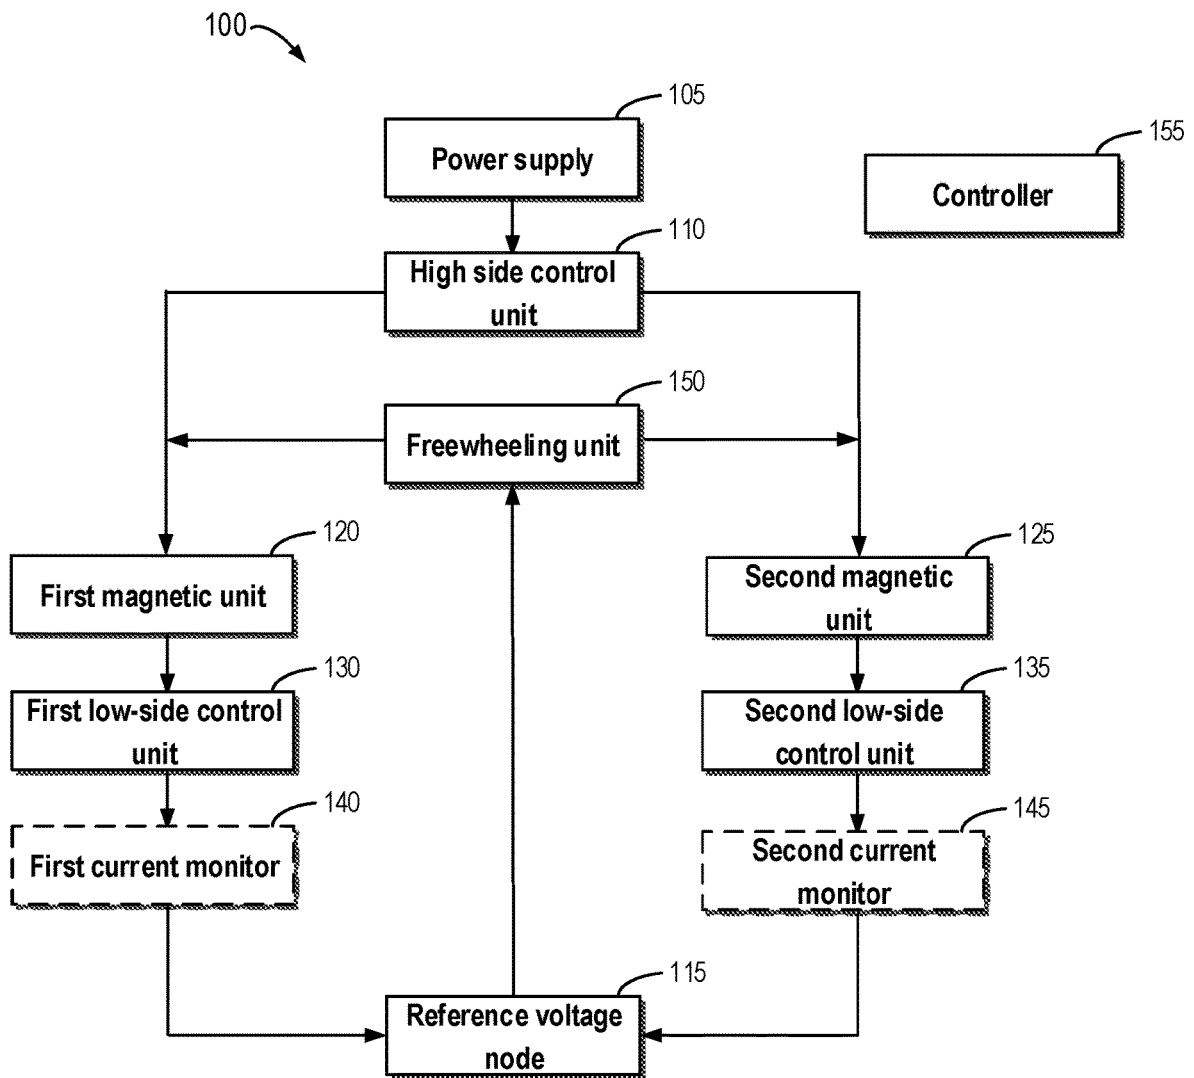 100
105
Power supply
155
Controller
110
High side control
unit
150
Freewheeling unit
120
First magnetic unit
125
Second magnetic
unit
130
First low-side control
unit
135
Second low-side
control unit
140
First current monitor
145
Second current
monitor
115
Reference voltage
node